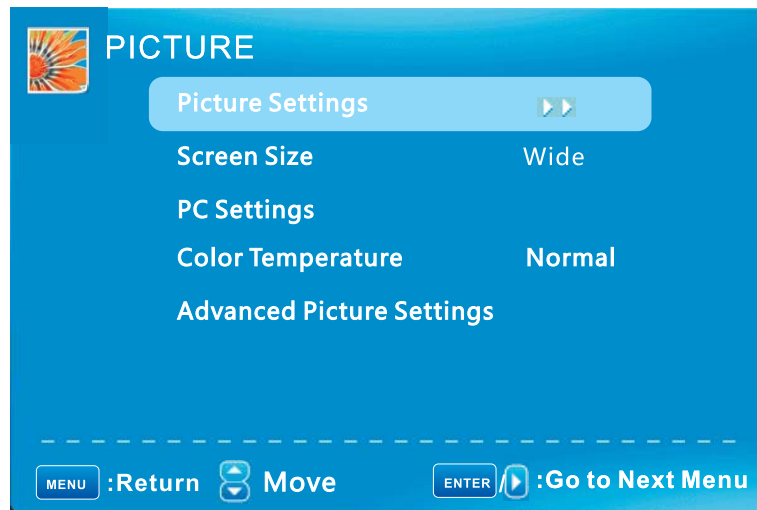 PICTURE
Picture Settings
Screen Size Wide
PC Settings
Color Temperature Normal
Advanced Picture Settings
MENU :Return Move ENTER / :Go to Next Menu